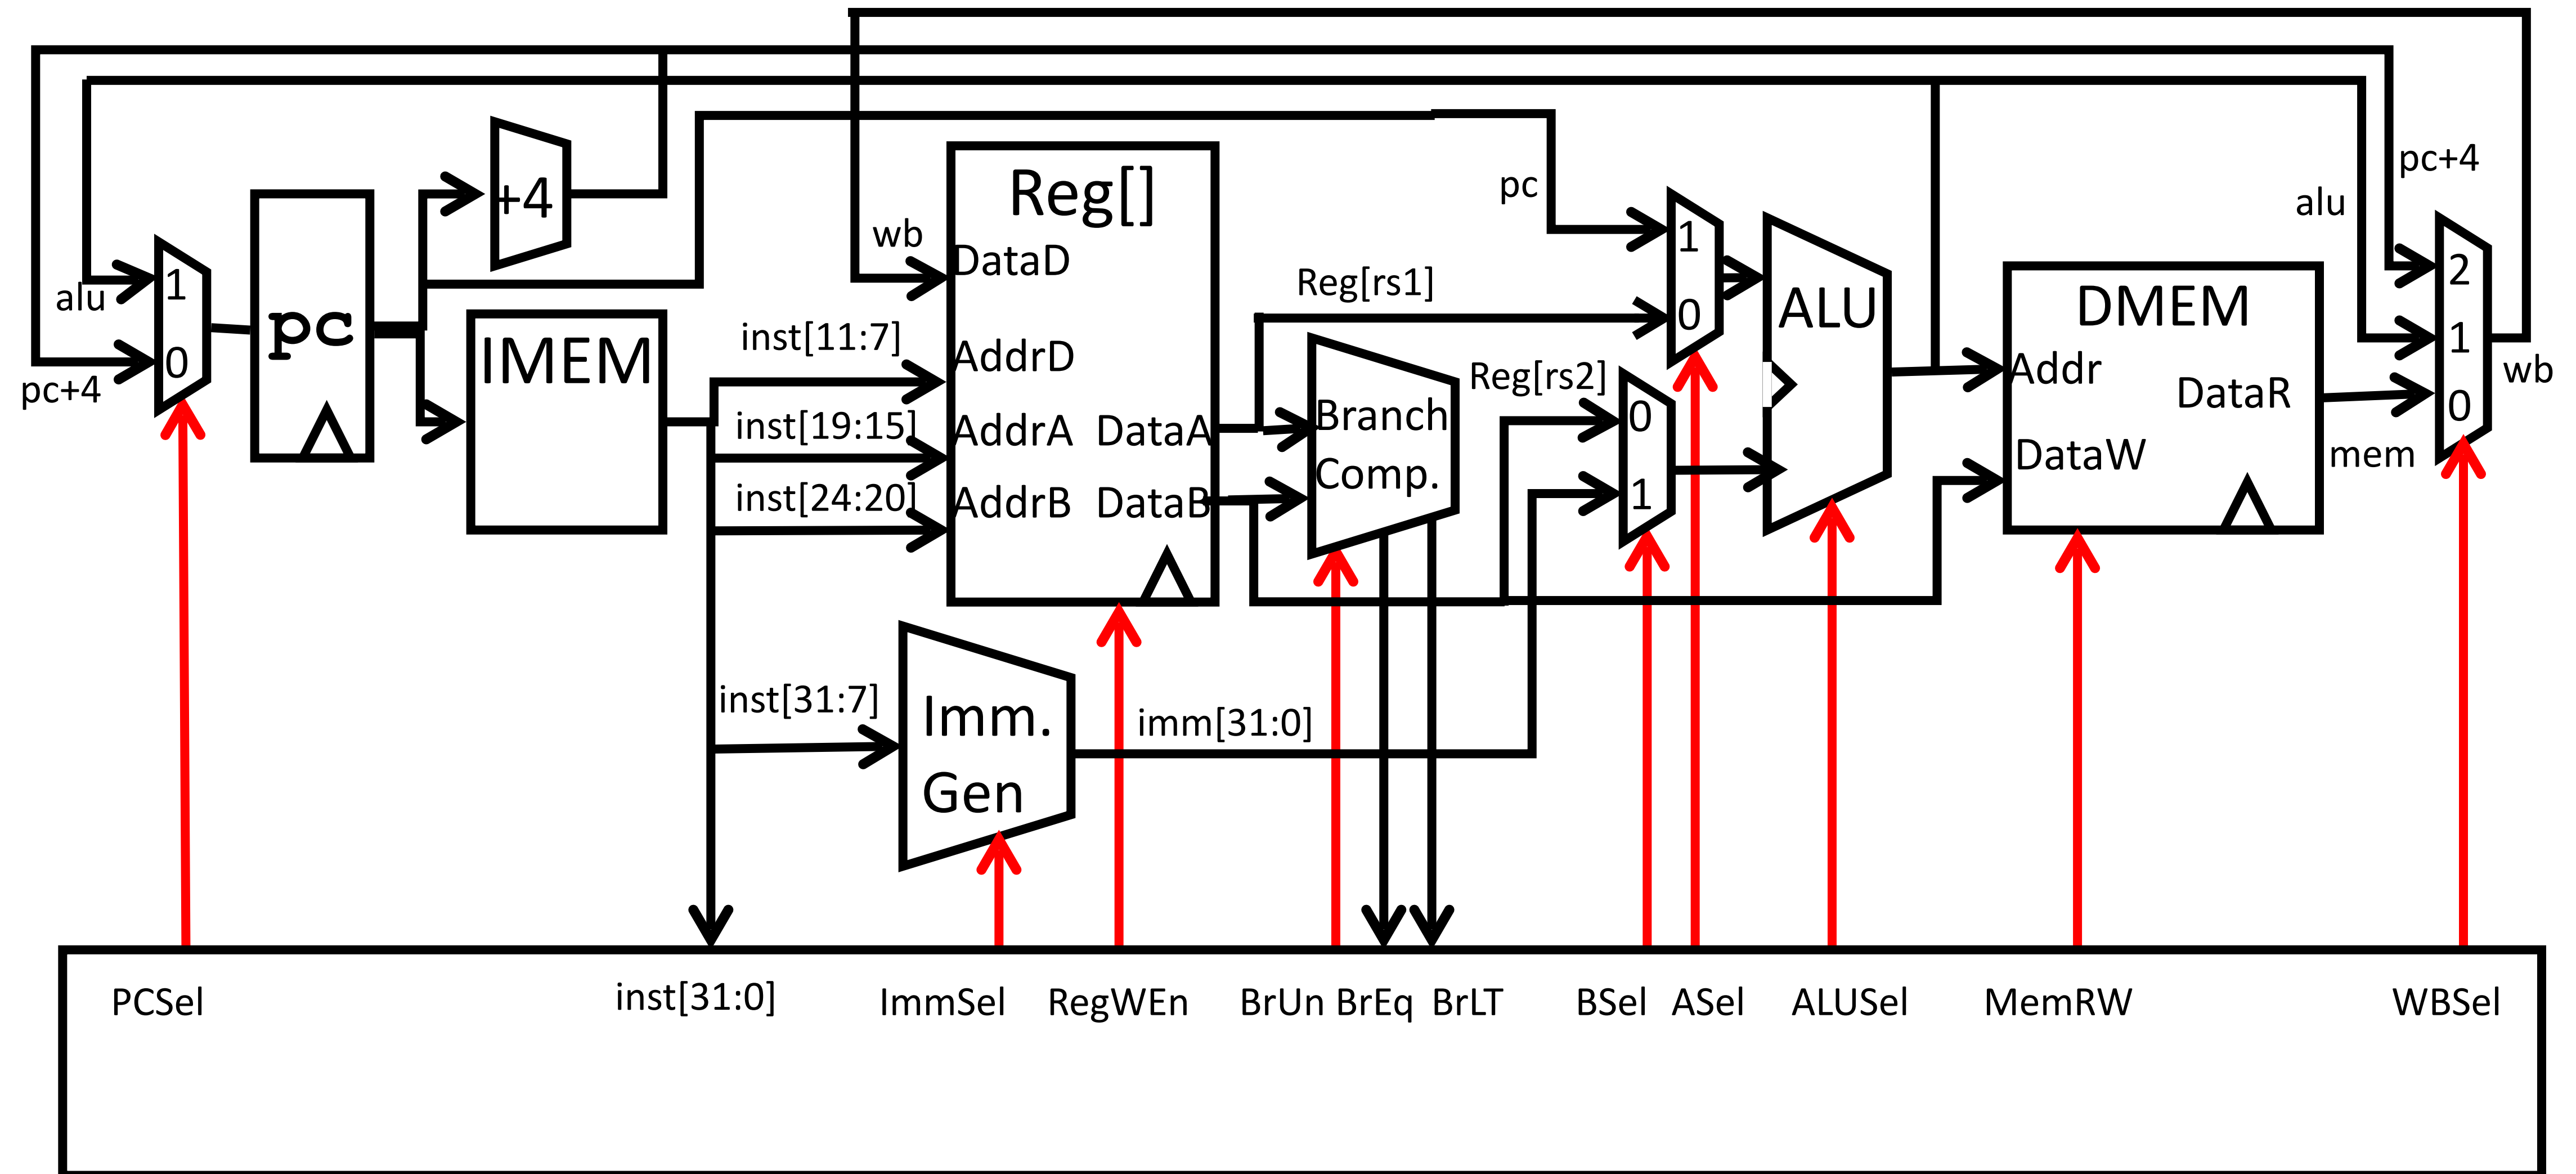 pc+4
alu
+4
Reg[]
pc
wb
DataD
1
alu
0
pc+4
pc
IMEM
inst[11:7]
AddrD
inst[19:15]
AddrA
DataA
inst[24:20]
AddrB
DataB
Reg[rs1]
Branch
Comp.
Reg[rs2]
1
0
0
1
ALU
DMEM
Addr
DataR
DataW
mem
2
1
0
wb
inst[31:7]
Imm.
Gen
imm[31:0]
PCSel
inst[31:0]
ImmSel
RegWEn
BrUn
BrEq
BrLT
BSel
ASel
ALUSel
MemRW
WBSel